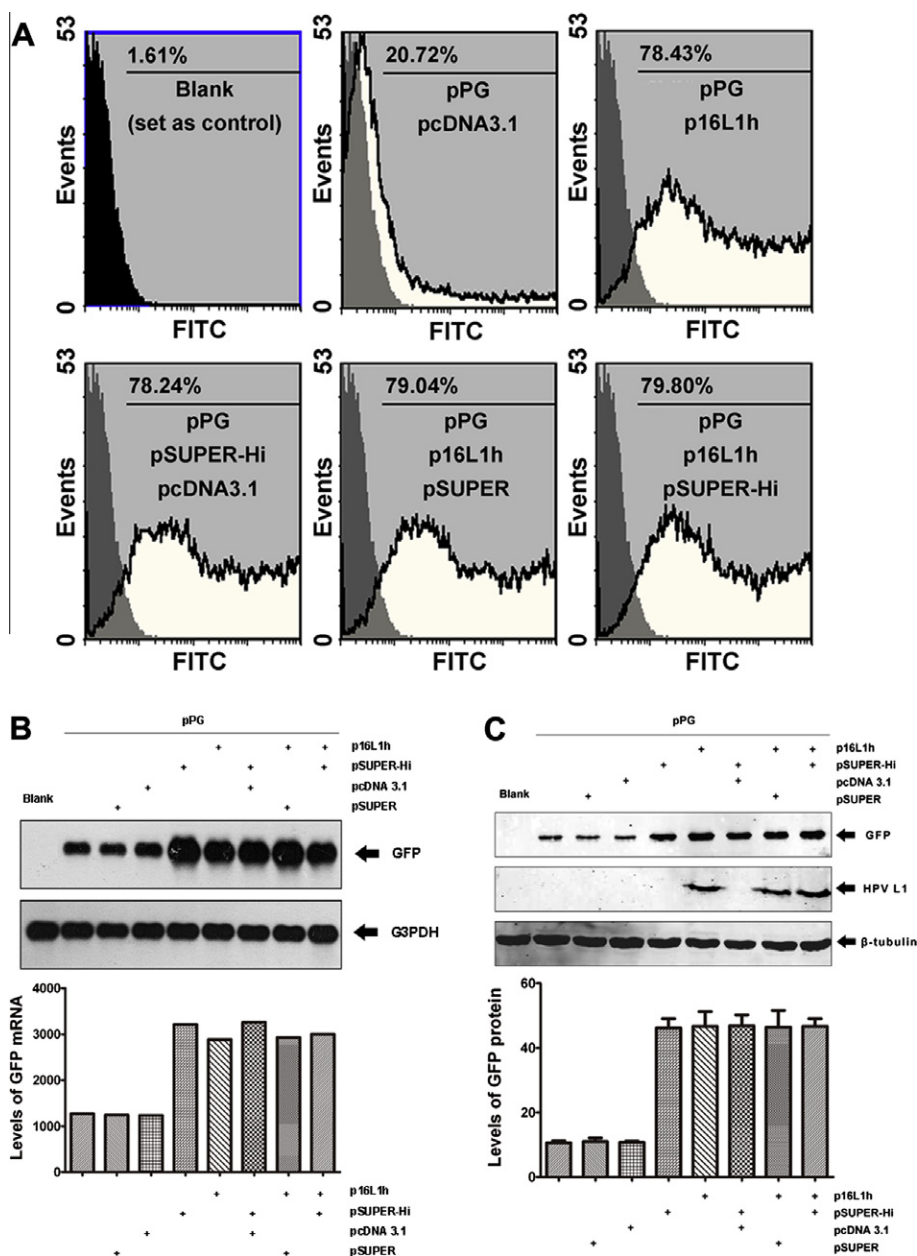 A
53
1.61%
Blank
(set as control)
Events
0
FITC
53
20.72%
pPG
pcDNA3.1
Events
0
FITC
53
78.43%
pPG
p16L1h
Events
0
FITC
53
78.24%
pPG
pSUPER-Hi
pcDNA3.1
Events
0
FITC
53
79.04%
pPG
p16L1h
pSUPER
Events
0
FITC
53
79.80%
pPG
p16L1h
pSUPER-Hi
Events
0
FITC
B
pPG
+ + + p16L1h
+ + + pSUPER-Hi
+ + pcDNA 3.1
Blank
+ + pSUPER
GFP
G3PDH
Levels of GFP mRNA
4000
3000
2000
1000
0
+ + + p16L1h
+ + + pSUPER-Hi
+ + pcDNA 3.1
+ + pSUPER
C
pPG
+ + + p16L1h
+ + + pSUPER-Hi
+ + pcDNA 3.1
Blank
+ + pSUPER
GFP
HPV L1
β-tubulin
Levels of GFP protein
60
40
20
0
+ + + p16L1h
+ + + pSUPER-Hi
+ + pcDNA 3.1
+ + pSUPER